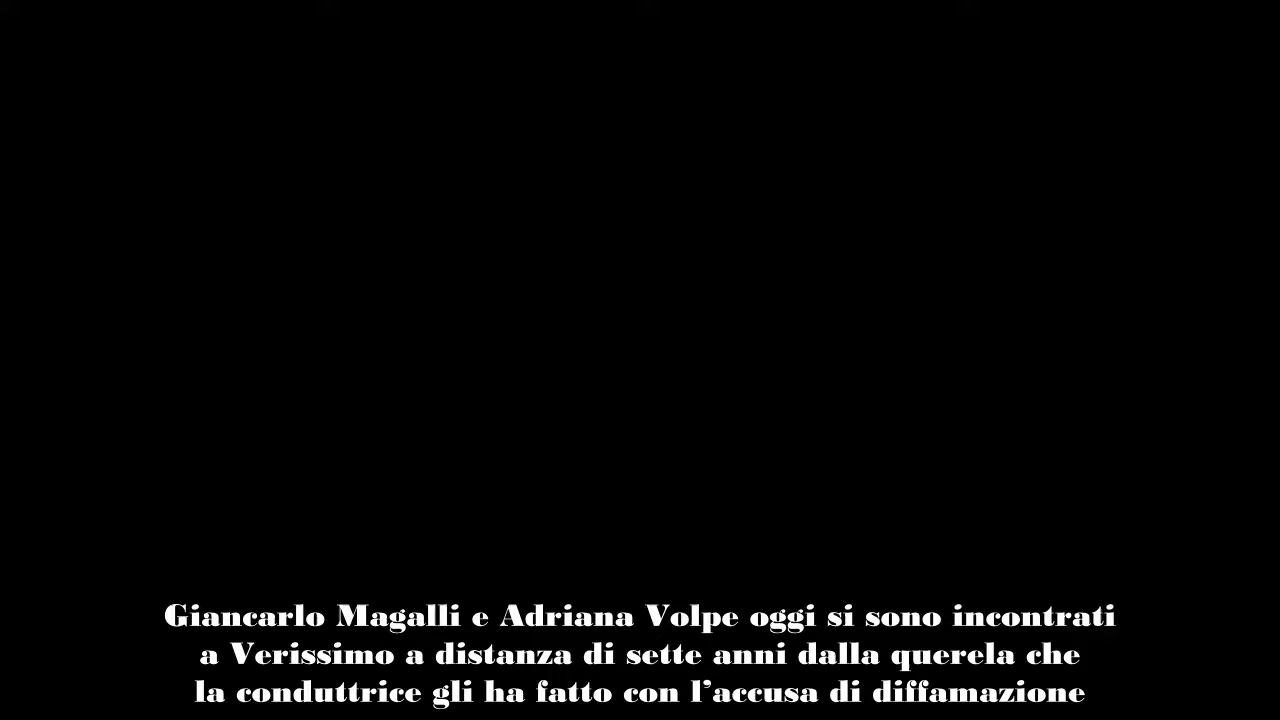 Giancarlo Magalli e Adriana Volpe oggi si sono incontrati
a Verissimo a distanza di sette anni dalla querela che
la conduttrice gli ha fatto con l’accusa di diffamazione